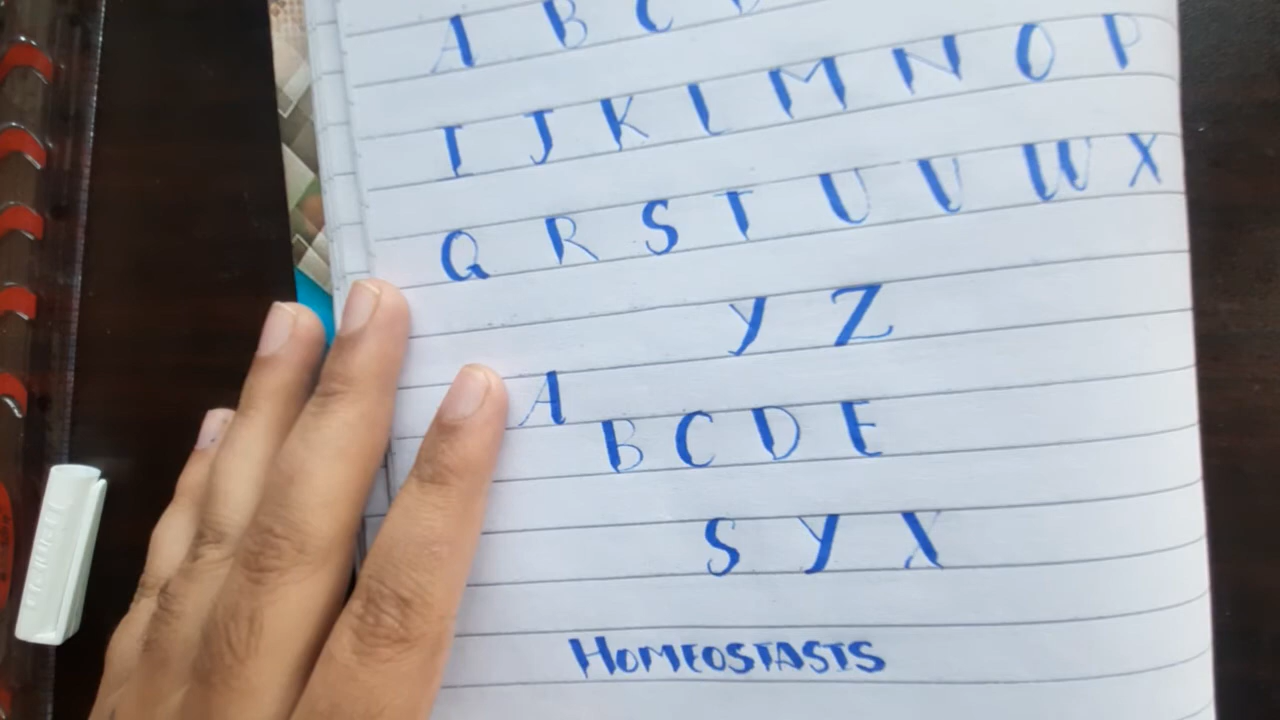 A B C
I J K L M N O P
Q R S T U V W X
Y Z
A
B C D E
S Y X
HOMEOSTASTS